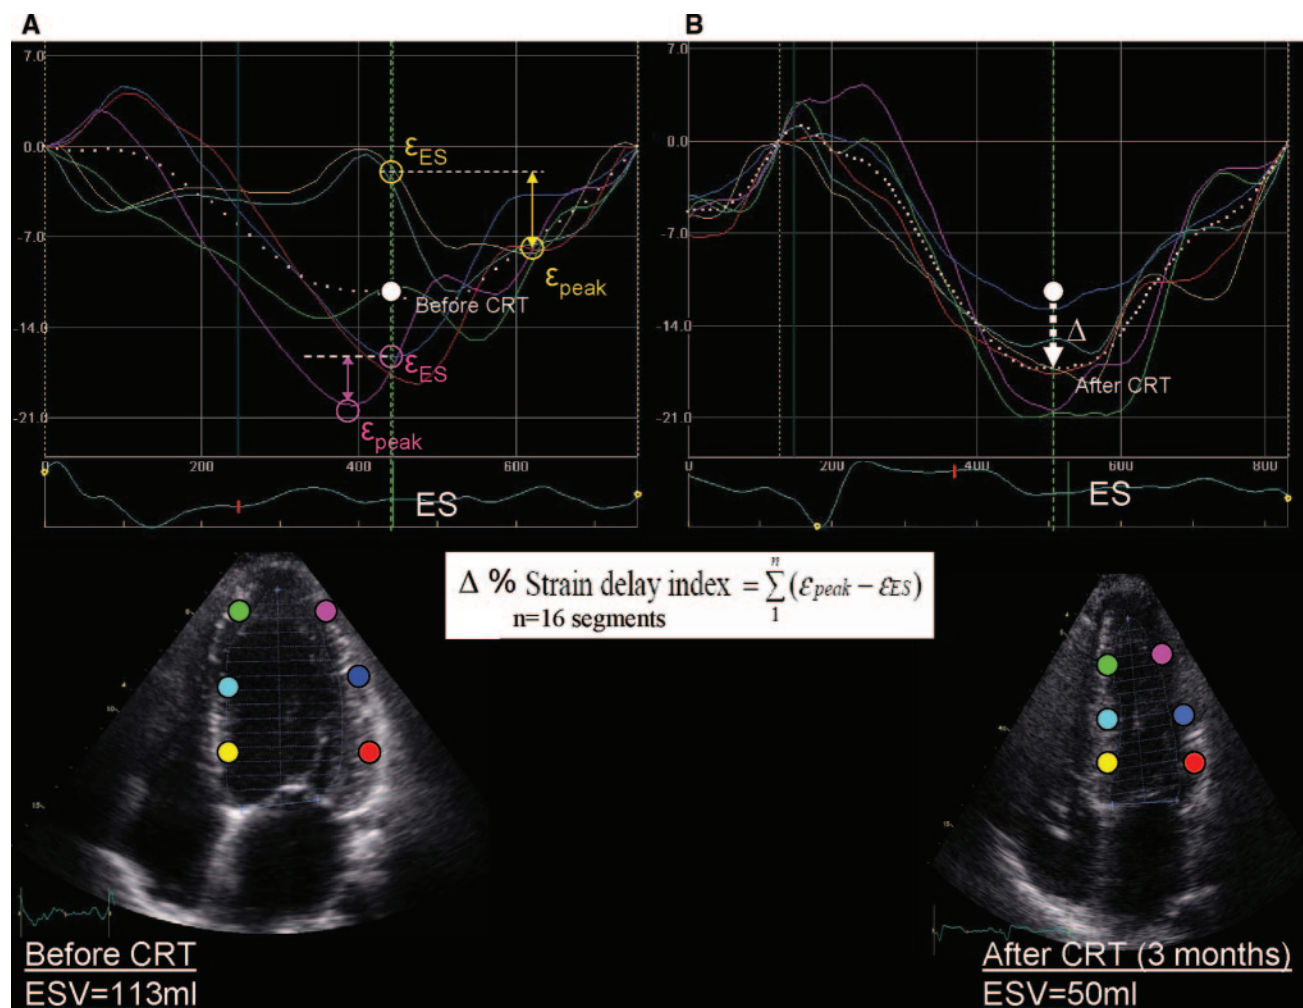 A
B
7.0
0.0
-7.0
-14.0
-21.0
0
200
400
600
εES
εpeak
Before CRT
εES
εpeak
ES
7.0
0.0
-7.0
-14.0
-21.0
0
200
400
600
800
Δ
After CRT
ES
Δ % Strain delay index = n ∑ 1 (εpeak − εES)
n=16 segments
Before CRT
ESV=113ml
After CRT (3 months)
ESV=50ml